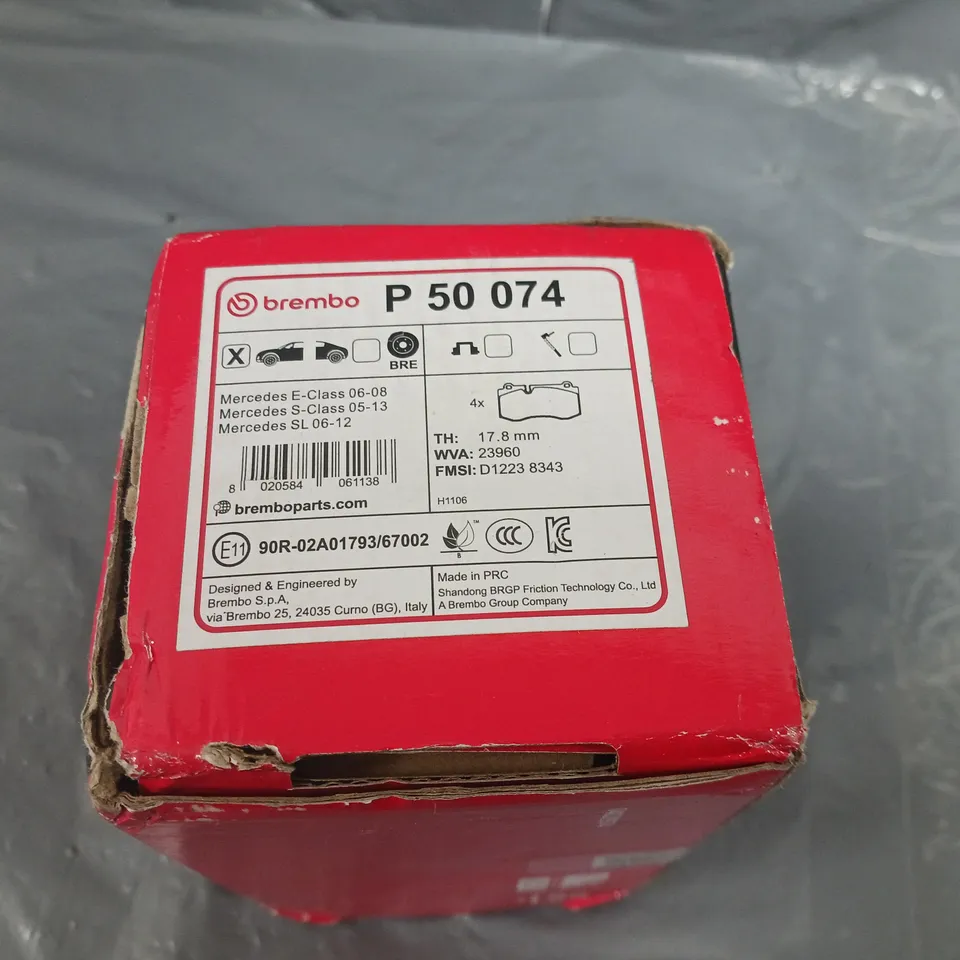 brembo P 50 074
X
BRE
Mercedes E-Class 06-08
Mercedes S-Class 05-13
Mercedes SL 06-12
4x
TH: 17.8 mm
WVA: 23960
FMSI: D1223 8343
8 020584 061138
bremboparts.com
H1106
E11 90R-02A01793/67002
TM
B
CCC
KC
Designed & Engineered by
Brembo S.p.A,
via Brembo 25, 24035 Curno (BG), Italy
Made in PRC
Shandong BRGP Friction Technology Co., Ltd
A Brembo Group Company